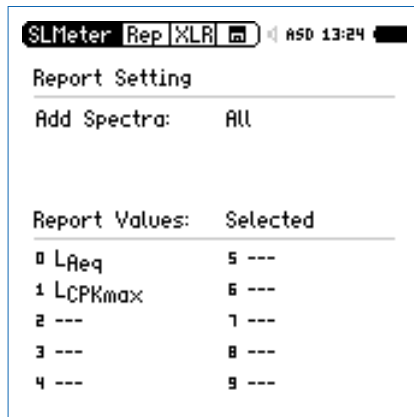 SLMeter Rep XLR ASD 13:24
Report Setting
Add Spectra: All
Report Values: Selected
0 LAeq 5 ---
1 LCPKmax 6 ---
2 --- 7 ---
3 --- 8 ---
4 --- 9 ---